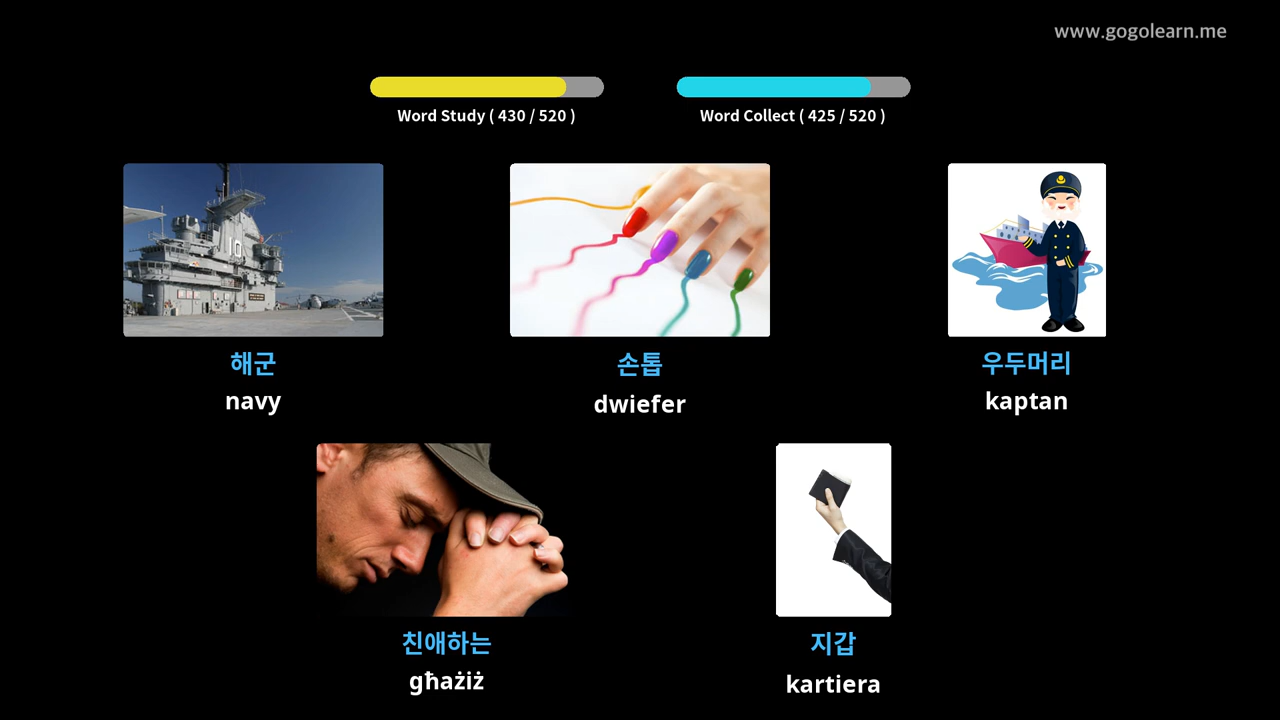 www.gogolearn.me
Word Study ( 430 / 520 )
Word Collect ( 425 / 520 )
10
해군
navy
손톱
dwiefer
우두머리
kaptan
친애하는
għażiż
지갑
kartiera